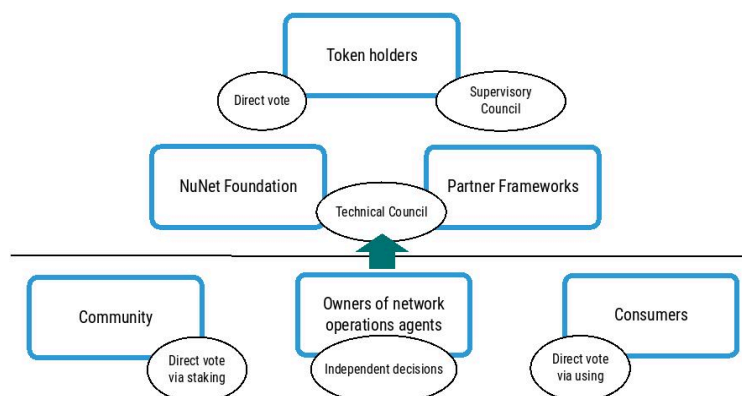 Token holders
Direct vote
Supervisory
Council
NuNet Foundation
Partner Frameworks
Technical Council
Community
Owners of network
operations agents
Consumers
Direct vote
via staking
Independent decisions
Direct vote
via using